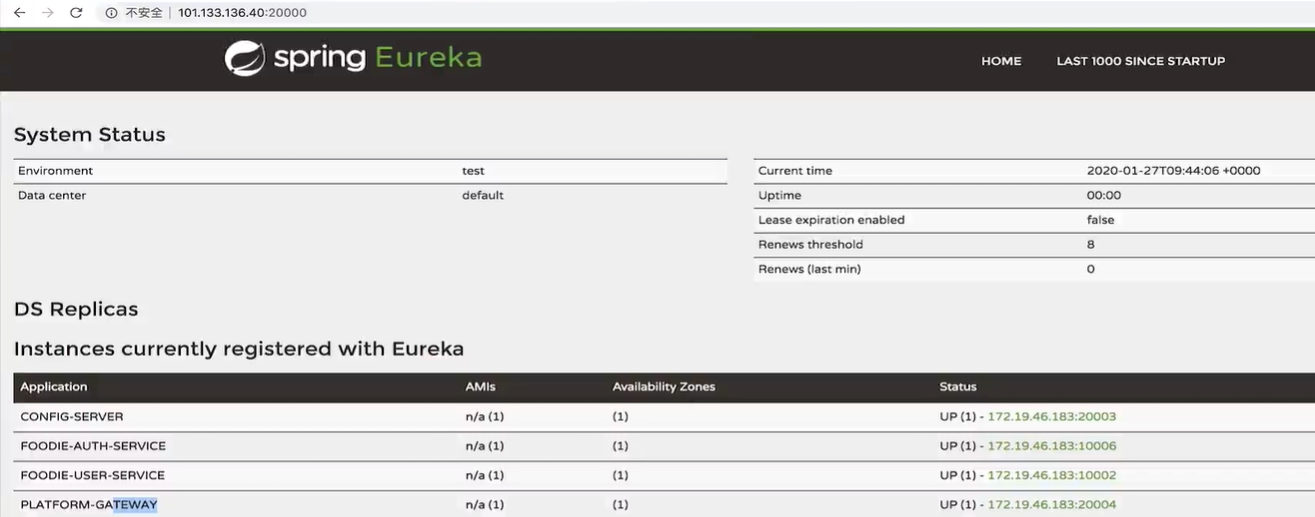 不安全 | 101.133.136.40:20000
spring Eureka
HOME LAST 1000 SINCE STARTUP
System Status
Environment test
Data center default
Current time 2020-01-27T09:44:06 +0000
Uptime 00:00
Lease expiration enabled false
Renews threshold 8
Renews (last min) 0
DS Replicas
Instances currently registered with Eureka
Application AMIs Availability Zones Status
CONFIG-SERVER n/a (1) (1) UP (1) - 172.19.46.183:20003
FOODIE-AUTH-SERVICE n/a (1) (1) UP (1) - 172.19.46.183:10006
FOODIE-USER-SERVICE n/a (1) (1) UP (1) - 172.19.46.183:10002
PLATFORM-GATEWAY n/a (1) (1) UP (1) - 172.19.46.183:20004